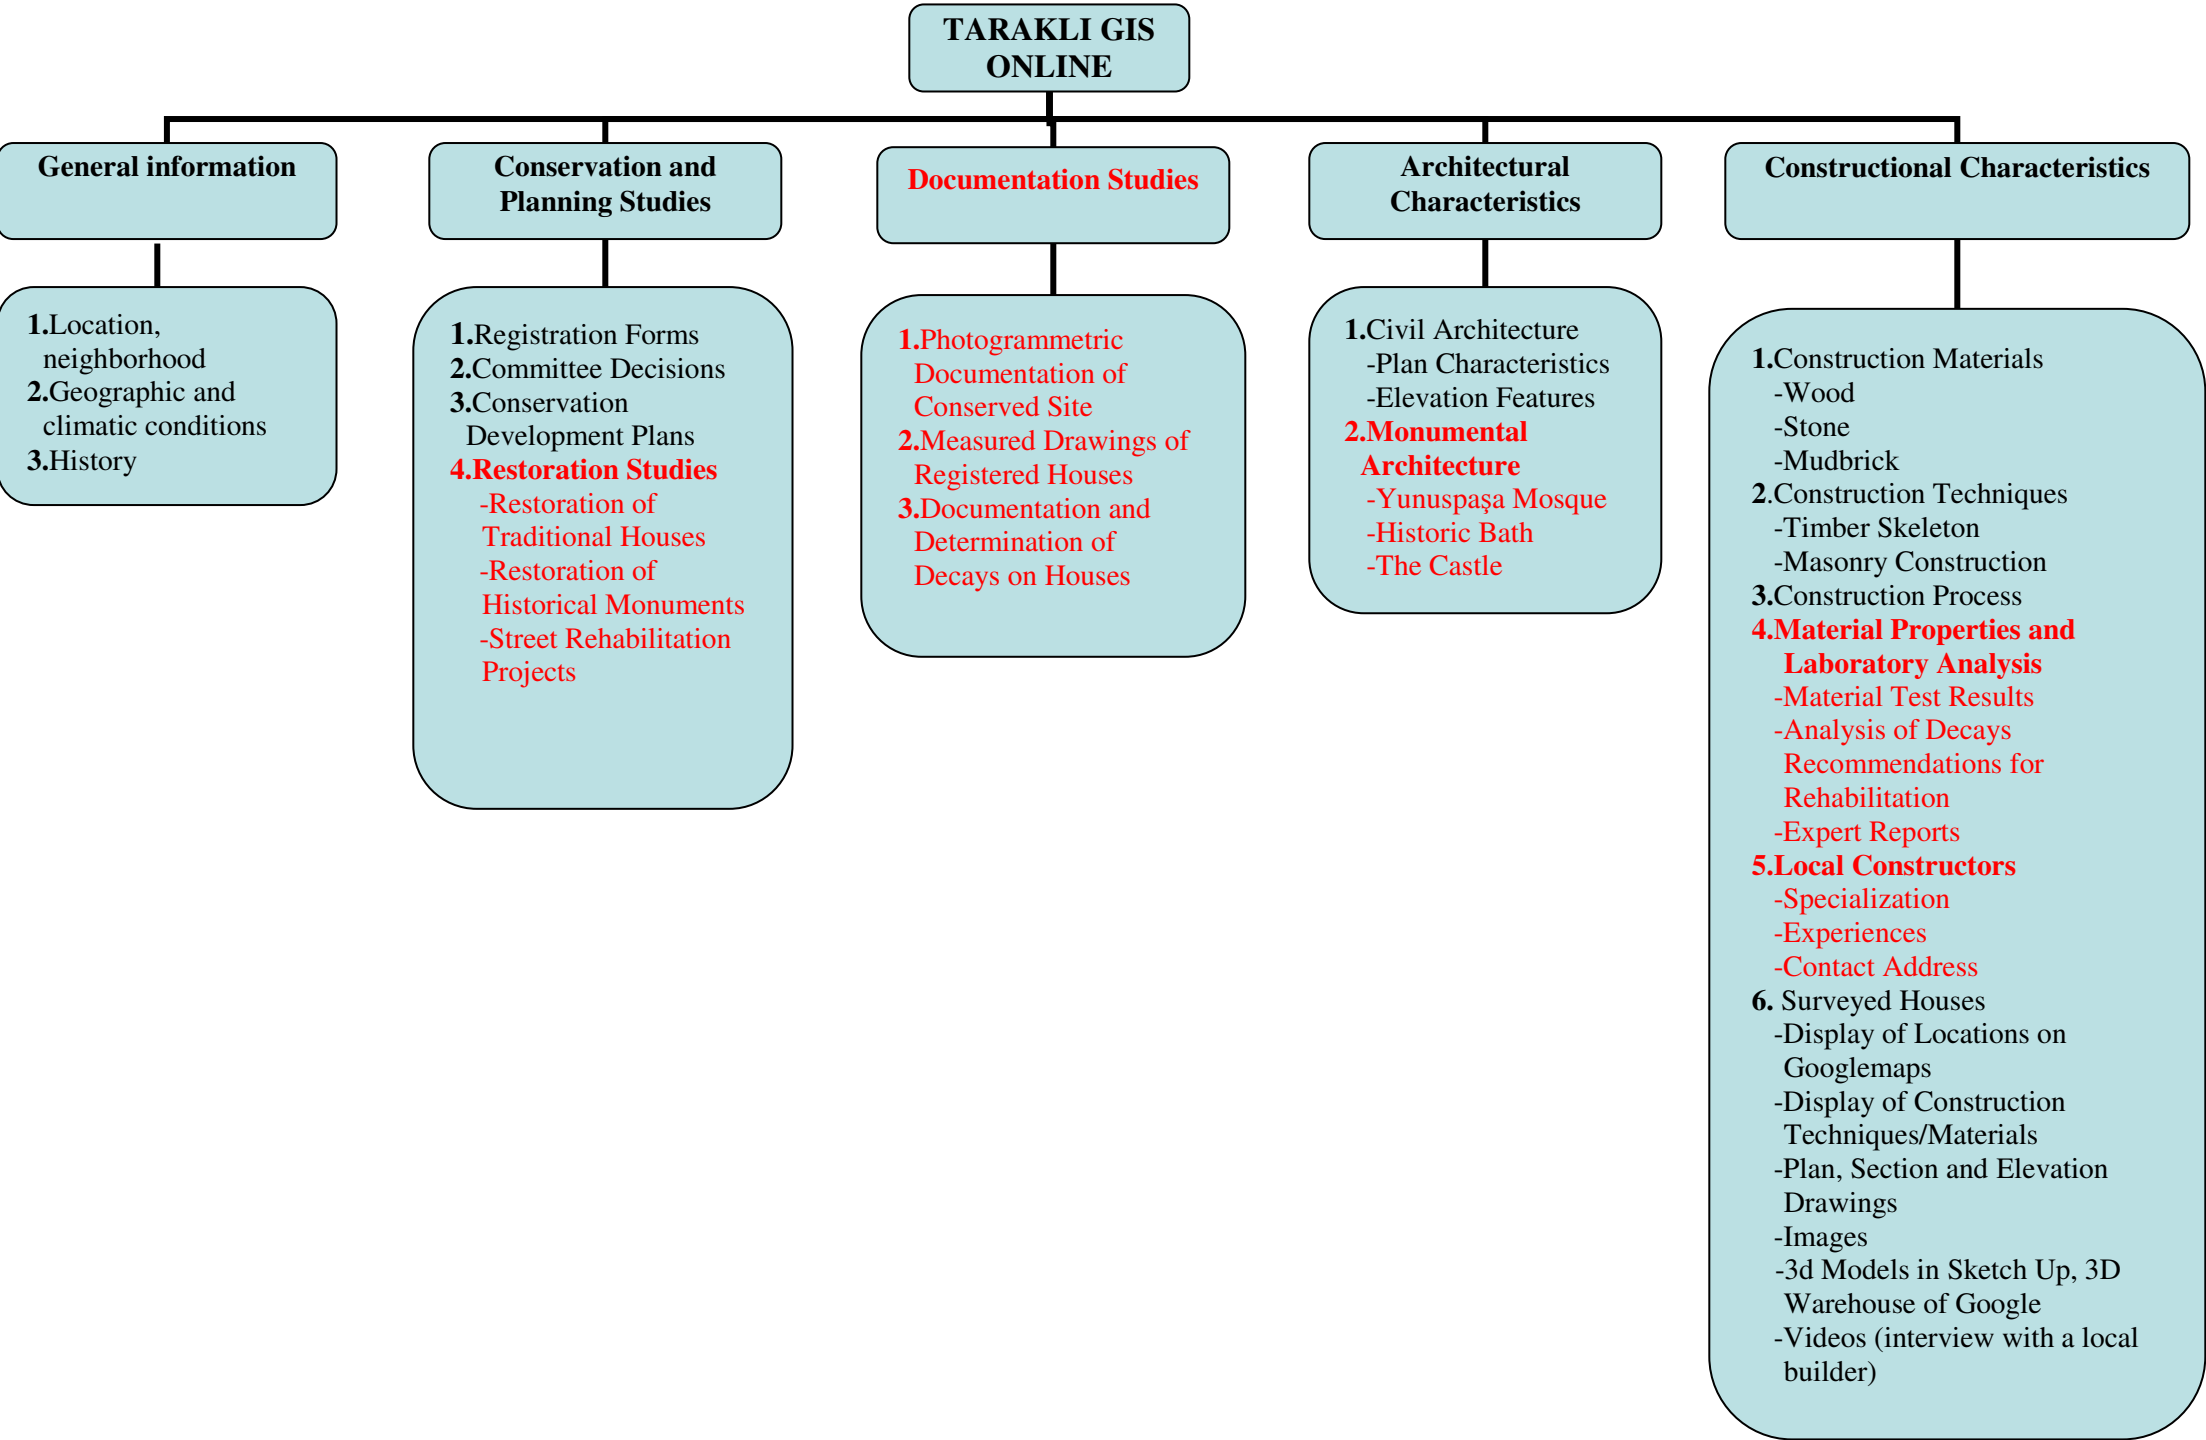 TARAKLI GIS
ONLINE
General information
1.Location,
neighborhood
2.Geographic and
climatic conditions
3.History
Conservation and
Planning Studies
1.Registration Forms
2.Committee Decisions
3.Conservation
Development Plans
4.Restoration Studies
-Restoration of
Traditional Houses
-Restoration of
Historical Monuments
-Street Rehabilitation
Projects
Documentation Studies
1.Photogrammetric
Documentation of
Conserved Site
2.Measured Drawings of
Registered Houses
3.Documentation and
Determination of
Decays on Houses
Architectural
Characteristics
1.Civil Architecture
-Plan Characteristics
-Elevation Features
2.Monumental
Architecture
-Yunuspaşa Mosque
-Historic Bath
-The Castle
Constructional Characteristics
1.Construction Materials
-Wood
-Stone
-Mudbrick
2.Construction Techniques
-Timber Skeleton
-Masonry Construction
3.Construction Process
4.Material Properties and
Laboratory Analysis
-Material Test Results
-Analysis of Decays
Recommendations for
Rehabilitation
-Expert Reports
5.Local Constructors
-Specialization
-Experiences
-Contact Address
6. Surveyed Houses
-Display of Locations on
Googlemaps
-Display of Construction
Techniques/Materials
-Plan, Section and Elevation
Drawings
-Images
-3d Models in Sketch Up, 3D
Warehouse of Google
-Videos (interview with a local
builder)